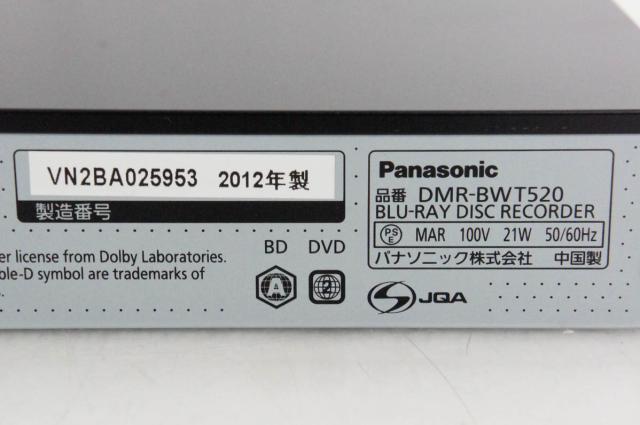 VN2BA025953 2012年製
製造番号
er license from Dolby Laboratories.
ble-D symbol are trademarks of
s.
BD DVD
A 2
Panasonic
品番 DMR-BWT520
BLU-RAY DISC RECORDER
PSE MAR 100V 21W 50/60Hz
パナソニック株式会社 中国製
S JQA